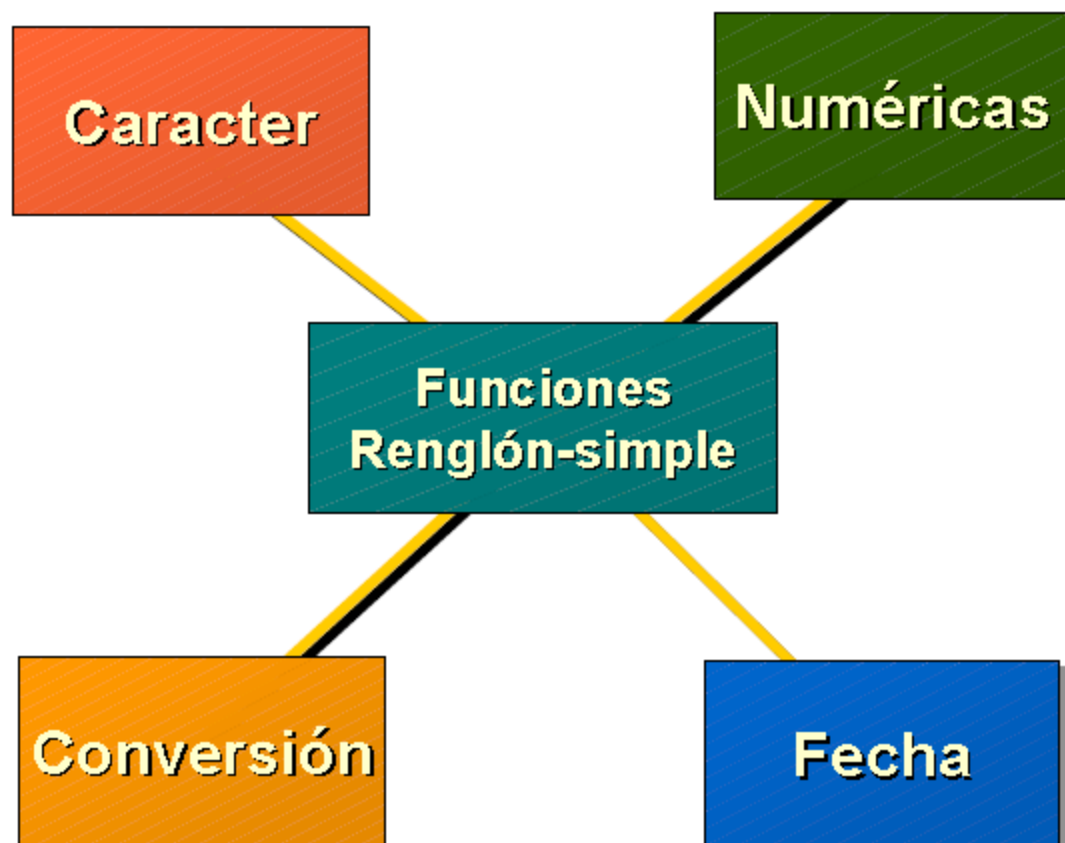 Caracter
Numéricas
Funciones
Renglón-simple
Conversión
Fecha